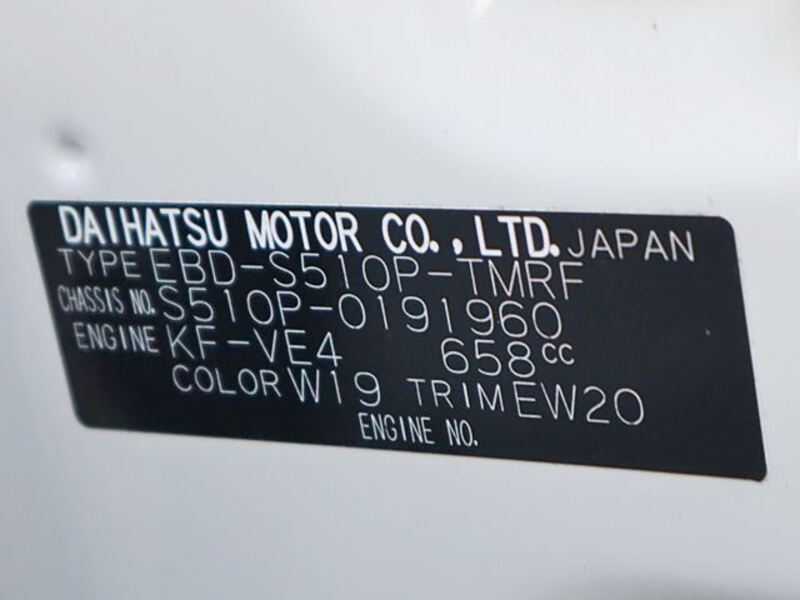 DAIHATSU MOTOR CO., LTD. JAPAN
TYPE EBD-S510P-TMRF
CHASSIS NO. S510P-0191960
ENGINE KF-VE4 658cc
COLOR W19 TRIM EW20
ENGINE NO.